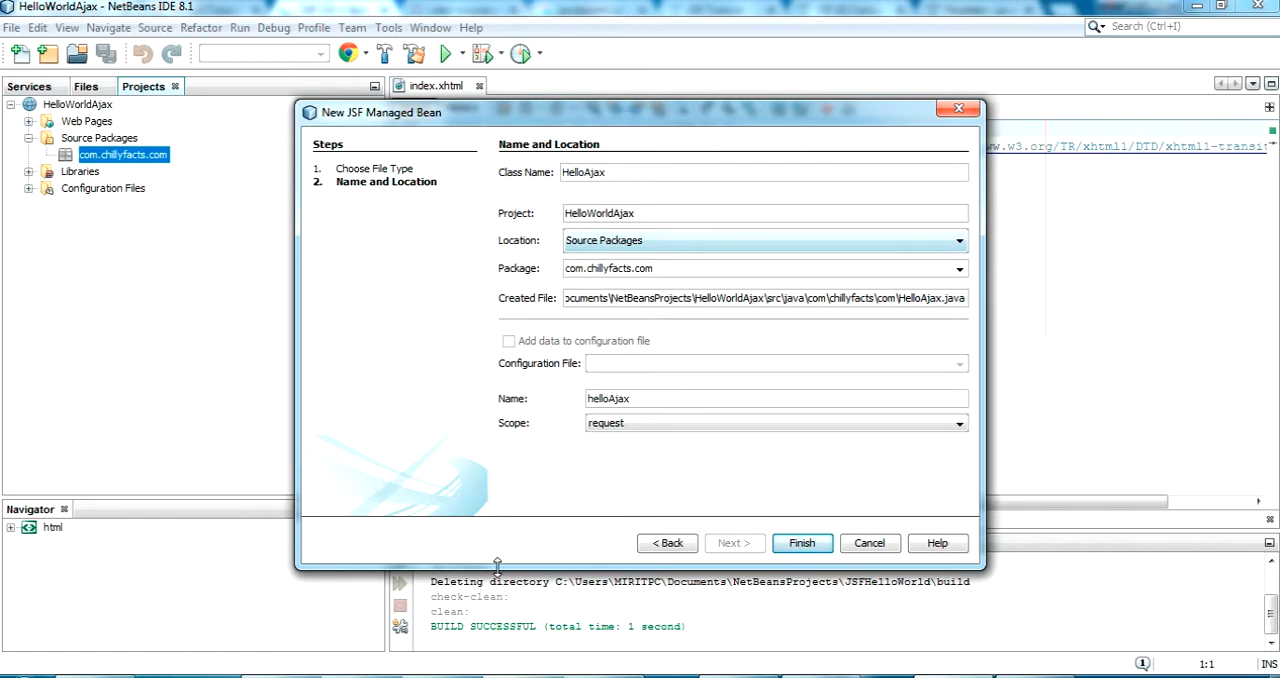 HelloWorldAjax - NetBeans IDE 8.1
File Edit View Navigate Source Refactor Run Debug Profile Team Tools Window Help
Search (Ctrl+I)
Services Files Projects
index.xhtml
HelloWorldAjax
Web Pages
Source Packages
com.chillyfacts.com
Libraries
Configuration Files
New JSF Managed Bean
Steps
1. Choose File Type
2. Name and Location
Name and Location
Class Name: HelloAjax
Project: HelloWorldAjax
Location: Source Packages
Package: com.chillyfacts.com
Created File: ocuments\NetBeansProjects\HelloWorldAjax\src\java\com\chillyfacts\com\HelloAjax.java
Add data to configuration file
Configuration File:
Name: helloAjax
Scope: request
< Back Next > Finish Cancel Help
ww.w3.org/TR/xhtml1/DTD/xhtml1-transit
Navigator
html
Deleting directory C:\Users\MIRITPC\Documents\NetBeansProjects\JSFHelloWorld\build
check-clean:
clean:
BUILD SUCCESSFUL (total time: 1 second)
1 1:1 INS